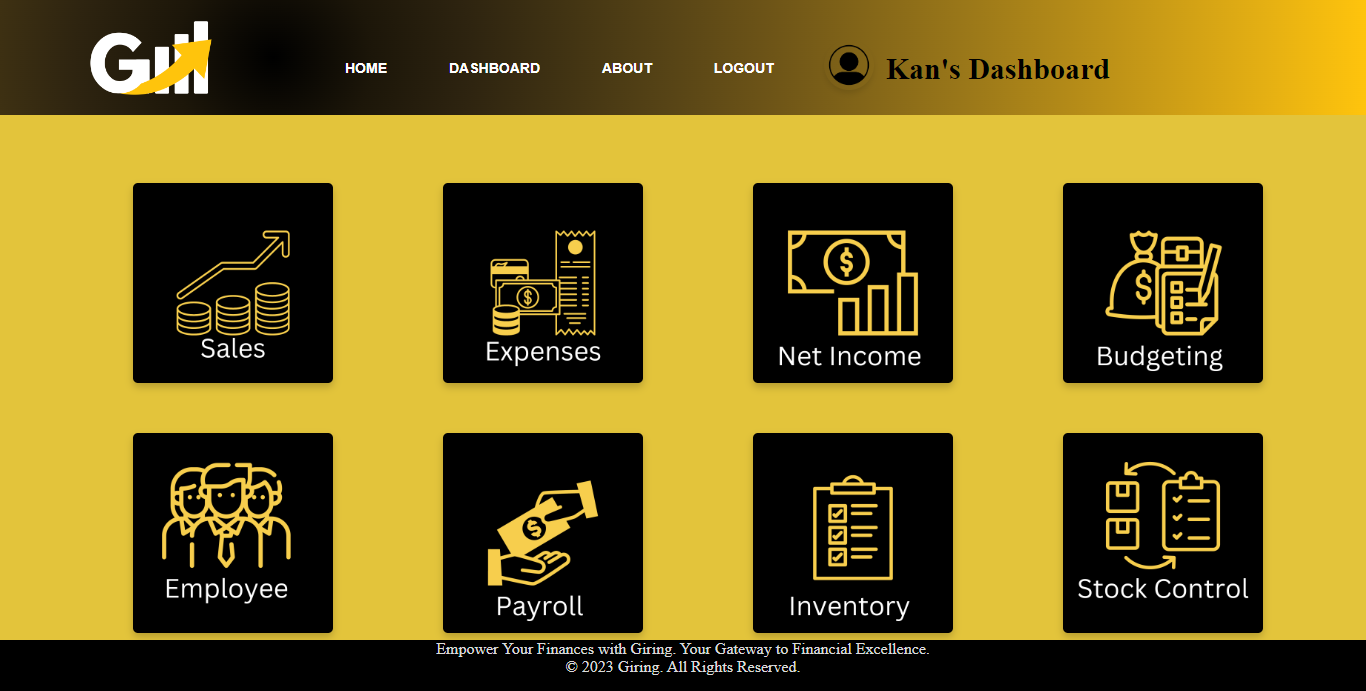 Gill
HOME DASHBOARD ABOUT LOGOUT Kan's Dashboard
Sales Expenses Net Income Budgeting
Employee Payroll Inventory Stock Control
Empower Your Finances with Giring. Your Gateway to Financial Excellence.
© 2023 Giring. All Rights Reserved.